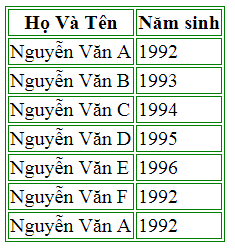 Họ Và Tên Năm sinh
Nguyễn Văn A 1992
Nguyễn Văn B 1993
Nguyễn Văn C 1994
Nguyễn Văn D 1995
Nguyễn Văn E 1996
Nguyễn Văn F 1992
Nguyễn Văn A 1992